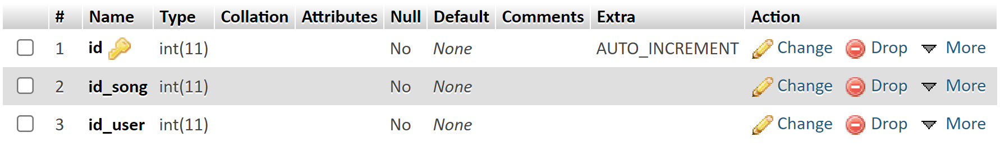 # Name Type Collation Attributes Null Default Comments Extra Action
1 id int(11) No None AUTO_INCREMENT Change Drop More
2 id_song int(11) No None Change Drop More
3 id_user int(11) No None Change Drop More